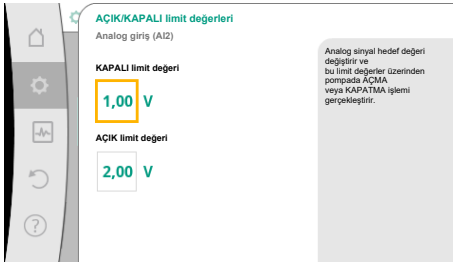 AÇIK/KAPALI limit değerleri
Analog giriş (AI2)
KAPALI limit değeri
1,00 V
AÇIK limit değeri
2,00 V
Analog sinyal hedef değeri
değiştirir ve
bu limit değerler üzerinden
pompada AÇMA
veya KAPATMA işlemi
gerçekleştirir.
?